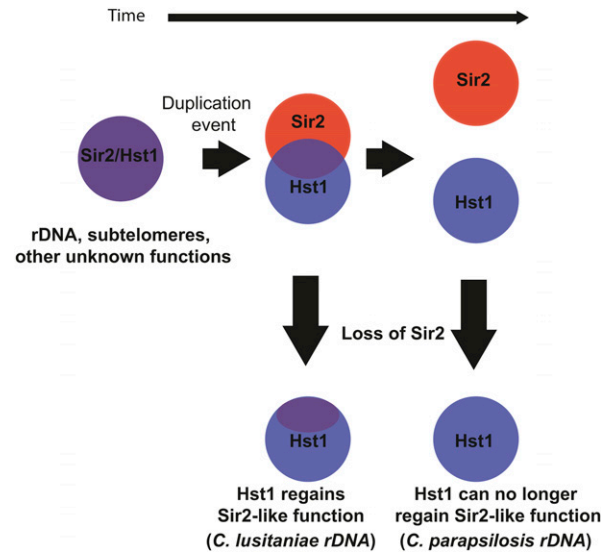 Time
Duplication
event
Sir2/Hst1
Sir2
Hst1
Sir2
Hst1
rDNA, subtelomeres,
other unknown functions
Loss of Sir2
Hst1
Hst1
Hst1 regains
Sir2-like function
(C. lusitaniae rDNA)
Hst1 can no longer
regain Sir2-like function
(C. parapsilosis rDNA)